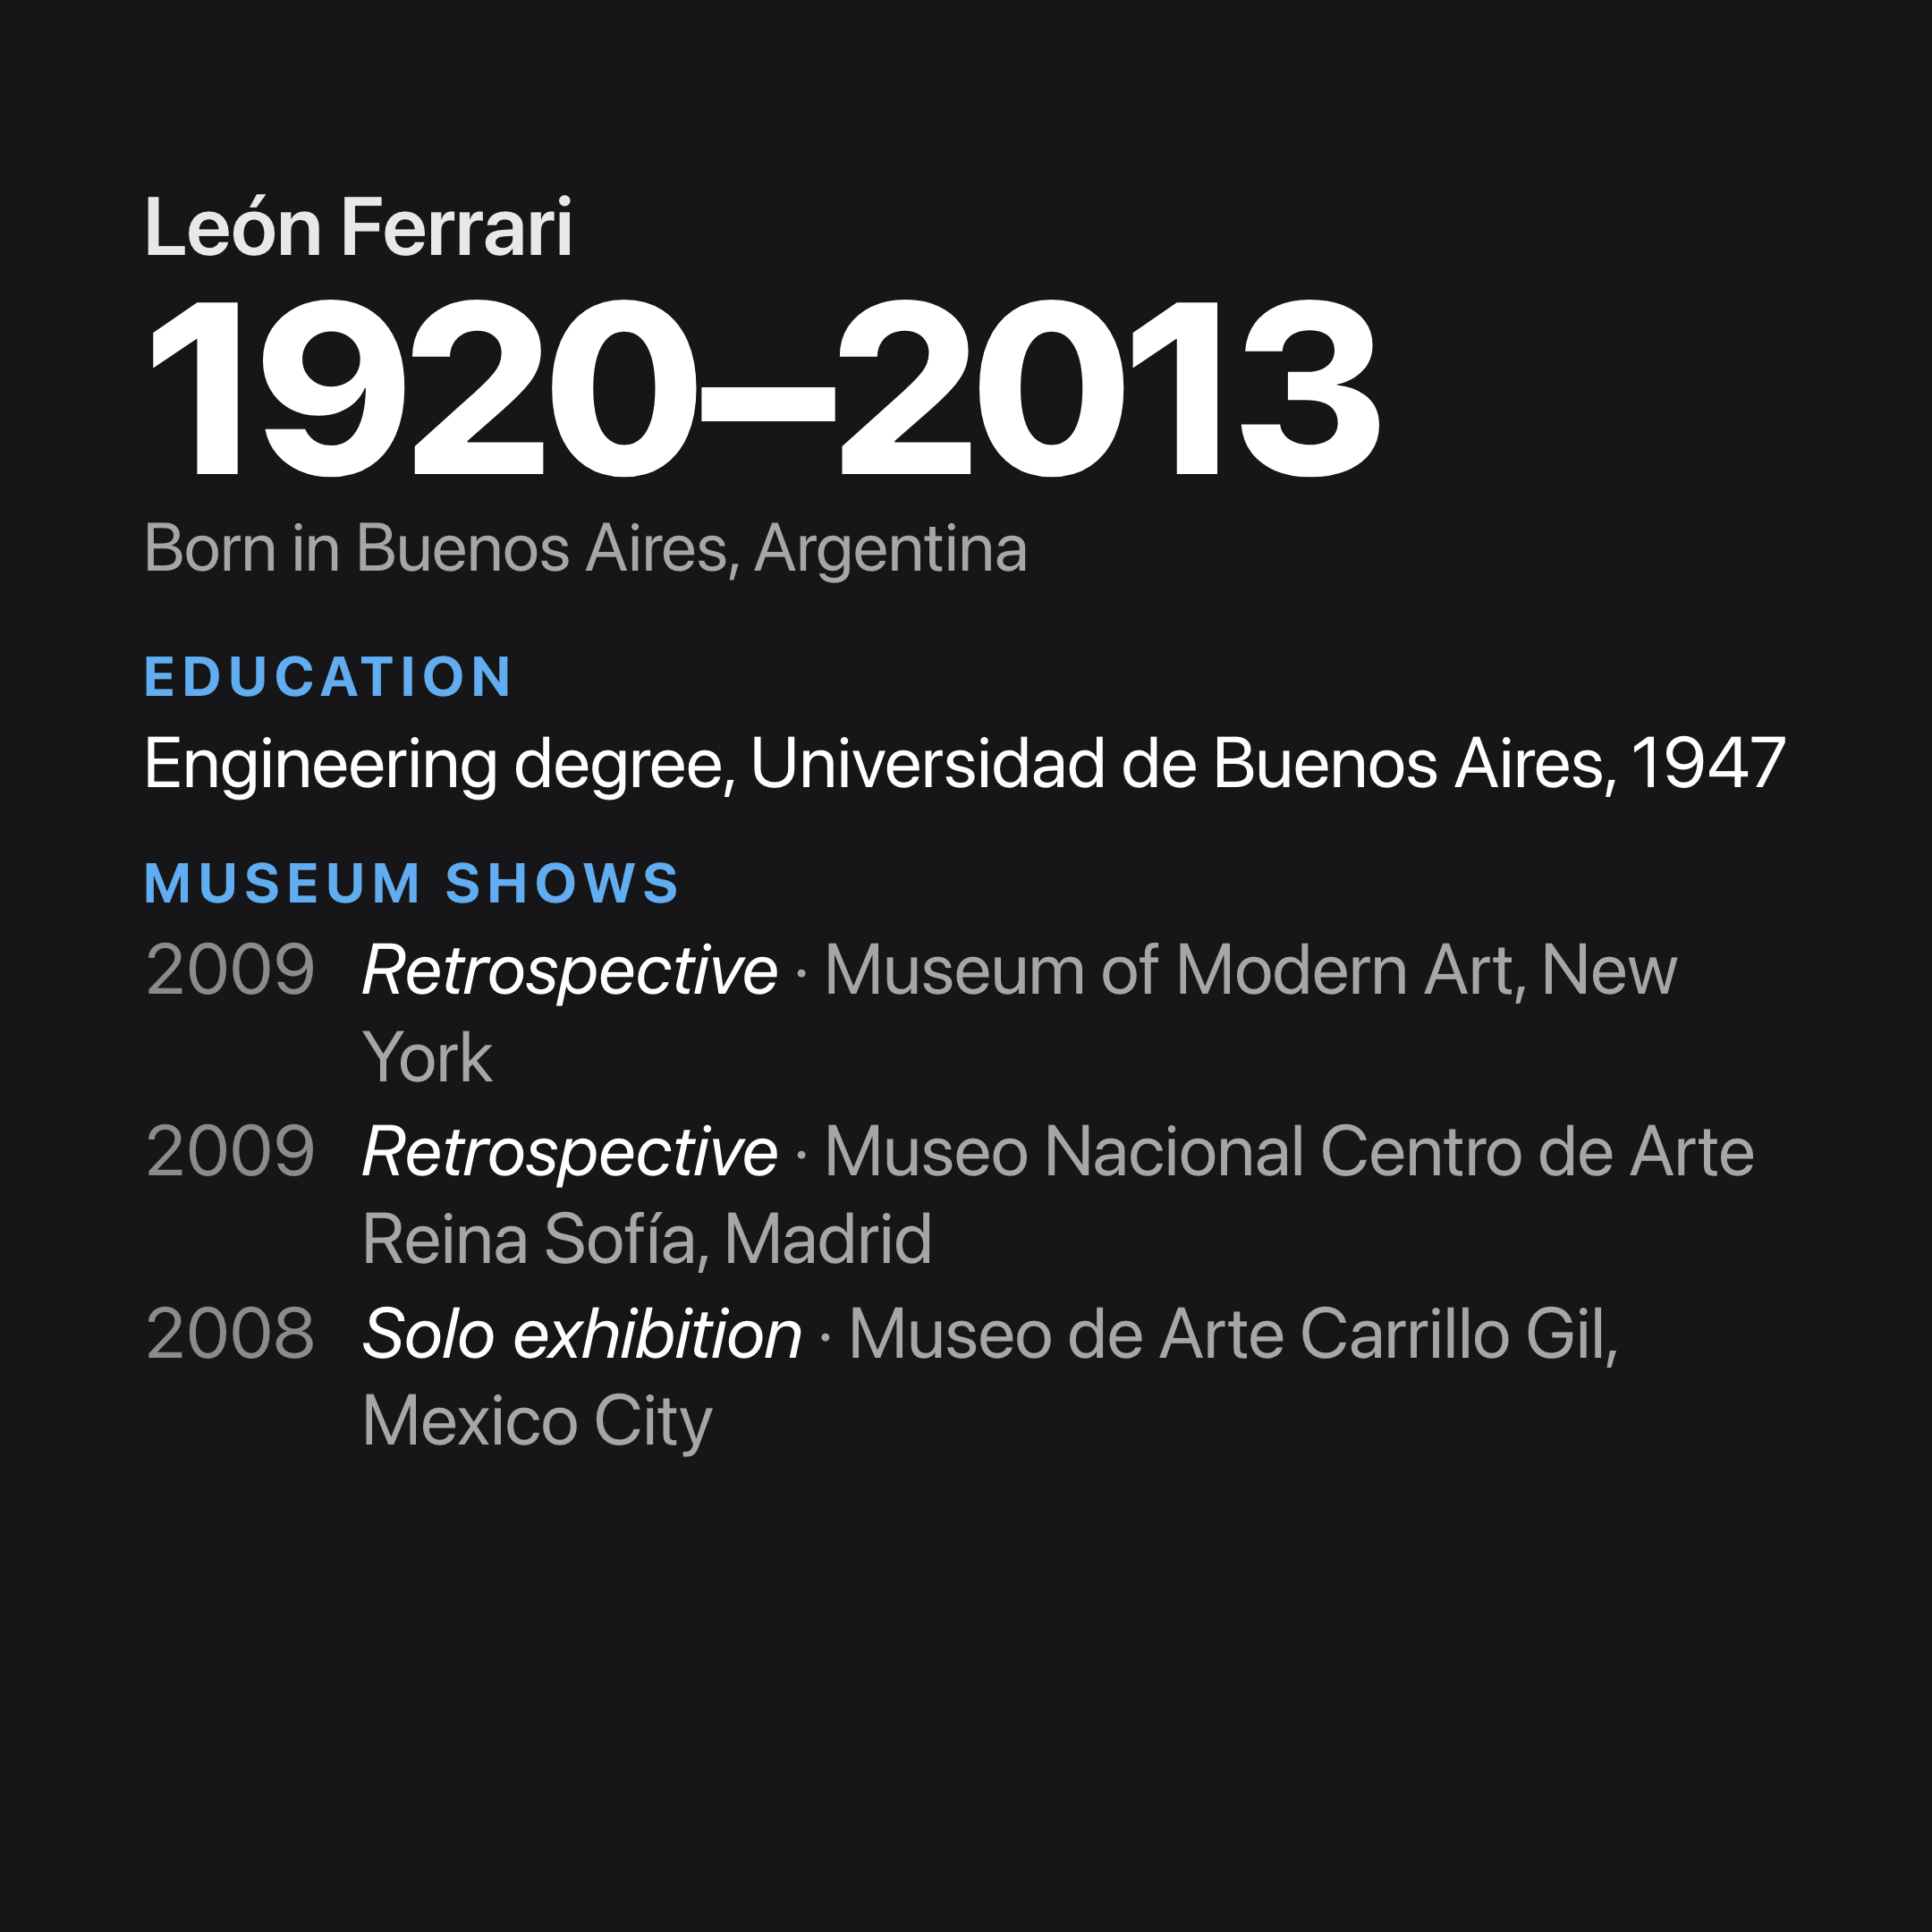 León Ferrari
1920–2013
Born in Buenos Aires, Argentina
EDUCATION
Engineering degree, Universidad de Buenos Aires, 1947
MUSEUM SHOWS
2009 Retrospective · Museum of Modern Art, New
York
2009 Retrospective · Museo Nacional Centro de Arte
Reina Sofía, Madrid
2008 Solo exhibition · Museo de Arte Carrillo Gil,
Mexico City